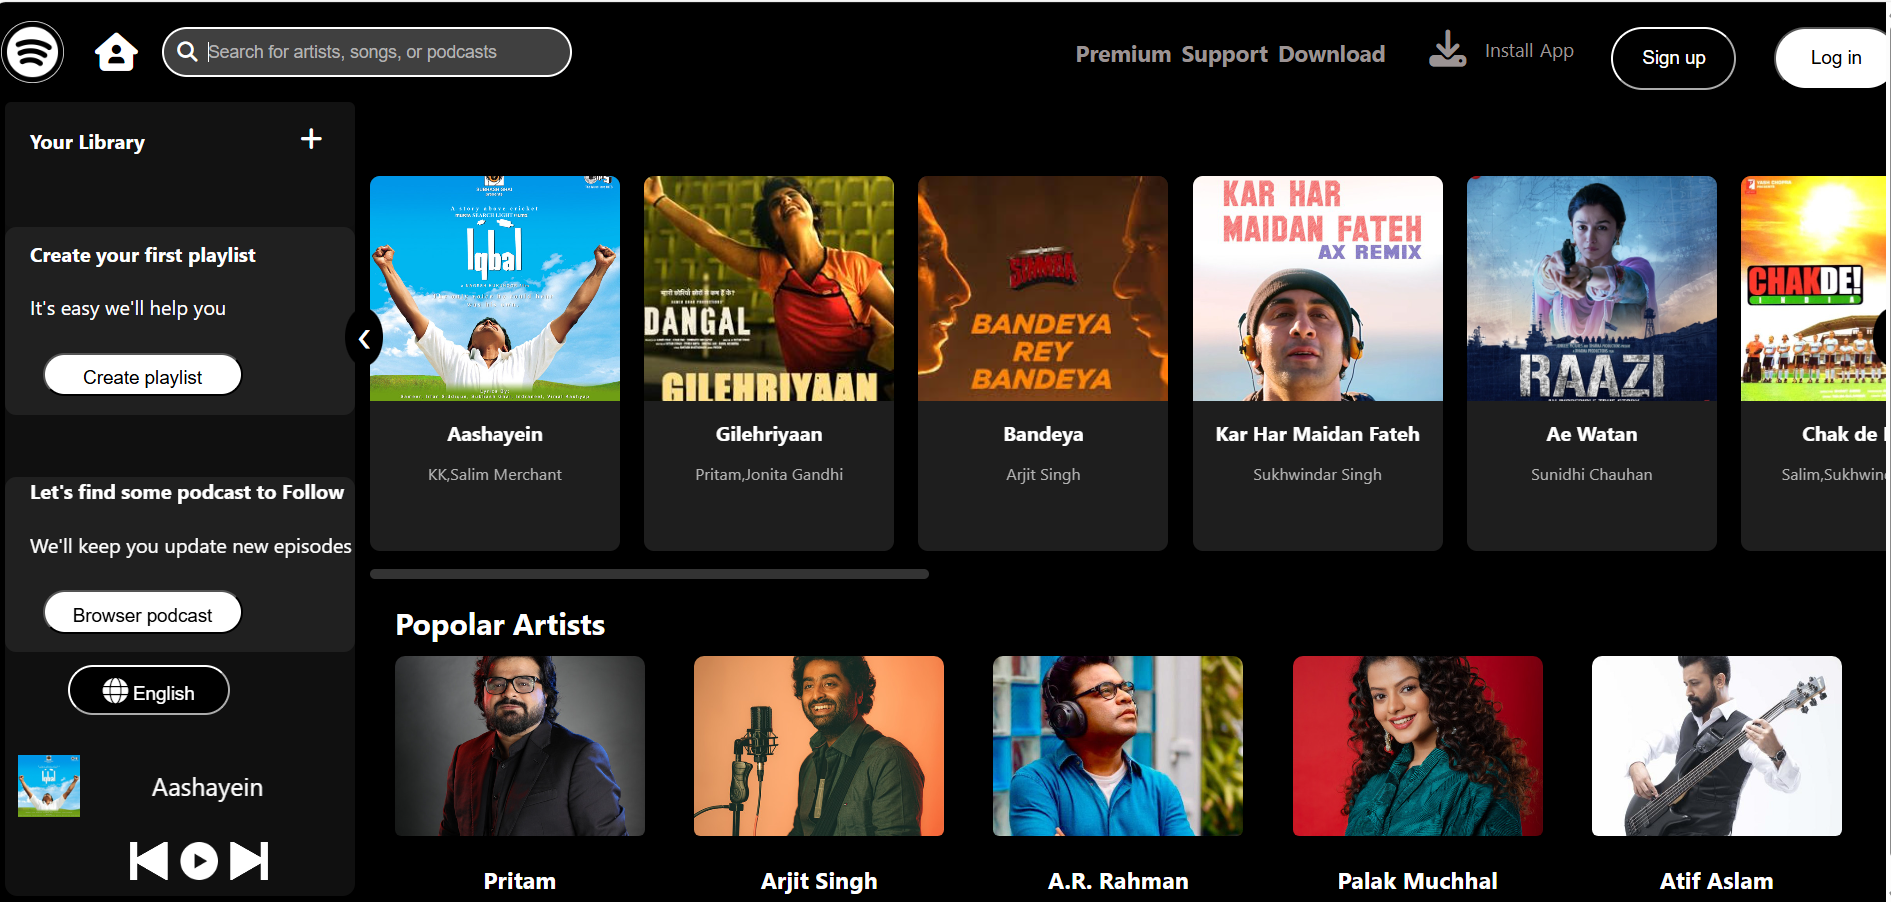 Search for artists, songs, or podcasts
Premium Support Download
Install App
Sign up
Log in
Your Library
Create your first playlist
It's easy we'll help you
Create playlist
Let's find some podcast to Follow
We'll keep you update new episodes
Browser podcast
English
Aashayein
A story above cricket
Iqbal
DANGAL
GILEHRIYAAN
SIMMBA
BANDEYA
REY
BANDEYA
KAR HAR
MAIDAN FATEH
AX REMIX
RAAZI
CHAK DE!
INDIA
Aashayein
KK,Salim Merchant
Gilehriyaan
Pritam,Jonita Gandhi
Bandeya
Arjit Singh
Kar Har Maidan Fateh
Sukhwindar Singh
Ae Watan
Sunidhi Chauhan
Chak de
Salim,Sukhwin
Popolar Artists
Pritam
Arjit Singh
A.R. Rahman
Palak Muchhal
Atif Aslam